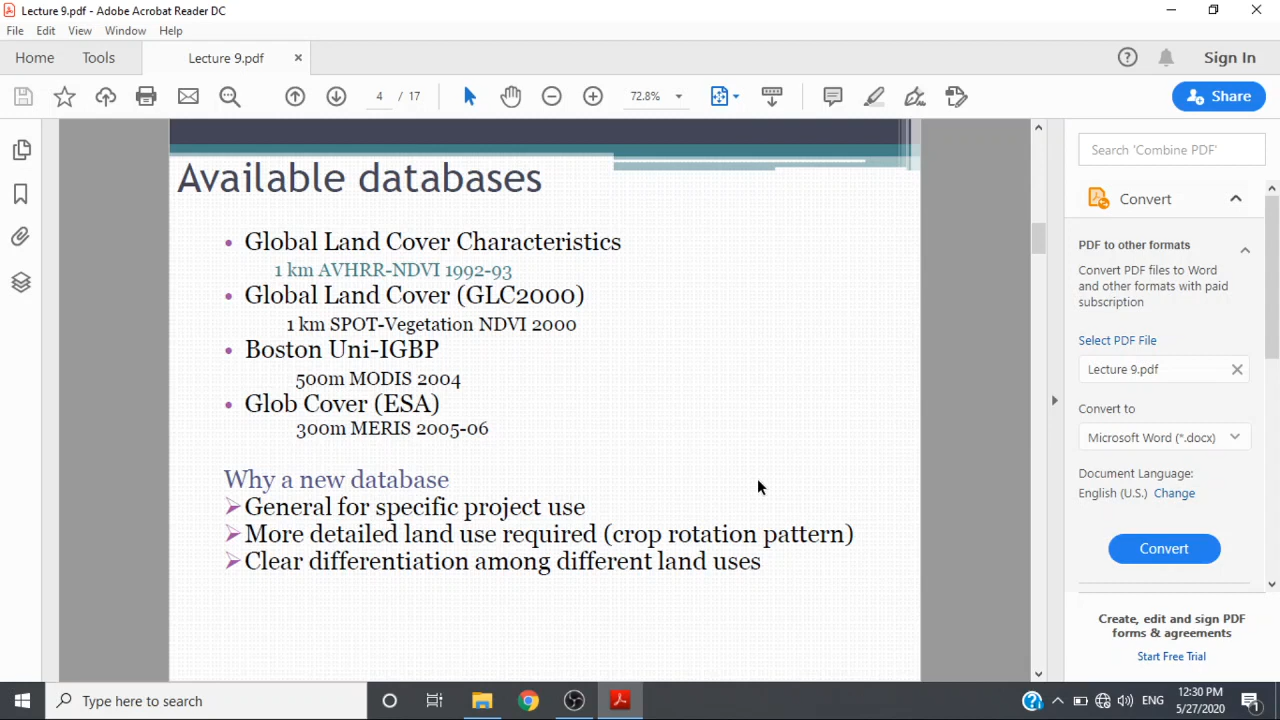 Lecture 9.pdf - Adobe Acrobat Reader DC
File Edit View Window Help
Home Tools Lecture 9.pdf × Sign In
4 / 17 72.8% Share
Available databases
• Global Land Cover Characteristics
1 km AVHRR-NDVI 1992-93
• Global Land Cover (GLC2000)
1 km SPOT-Vegetation NDVI 2000
• Boston Uni-IGBP
500m MODIS 2004
• Glob Cover (ESA)
300m MERIS 2005-06
Why a new database
➢General for specific project use
➢More detailed land use required (crop rotation pattern)
➢Clear differentiation among different land uses
Search 'Combine PDF'
Convert
PDF to other formats
Convert PDF files to Word
and other formats with paid
subscription
Select PDF File
Lecture 9.pdf
Convert to
Microsoft Word (*.docx)
Document Language:
English (U.S.) Change
Convert
Create, edit and sign PDF
forms & agreements
Start Free Trial
Type here to search
ENG
12:30 PM
5/27/2020
1